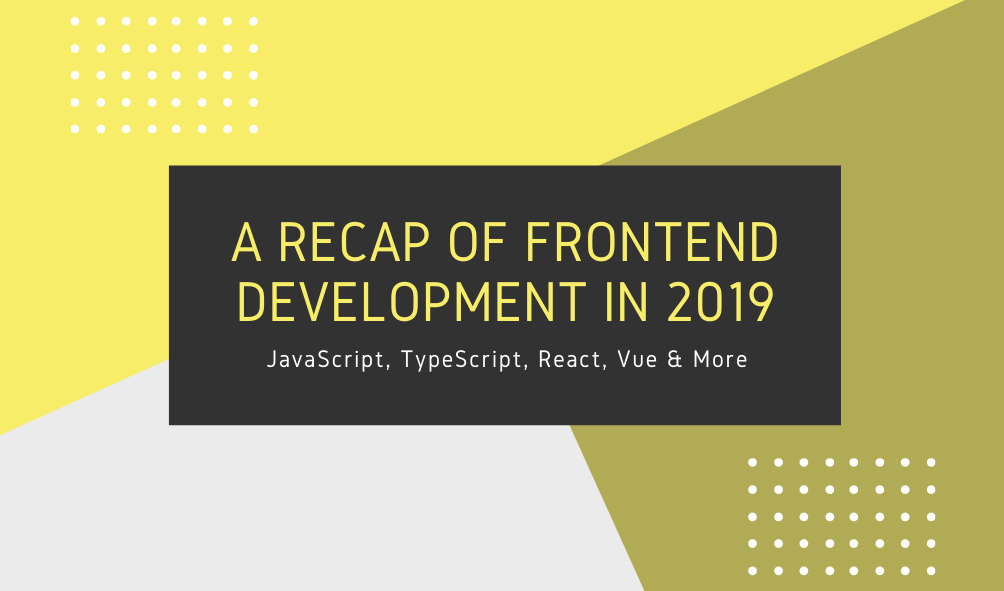 A RECAP OF FRONTEND
DEVELOPMENT IN 2019
JavaScript, TypeScript, React, Vue & More